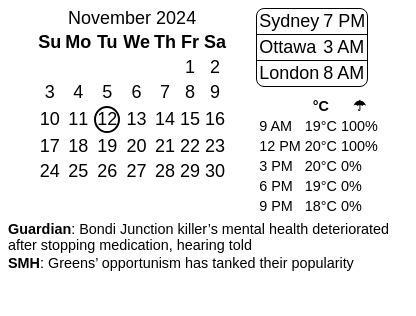 November 2024
Su Mo Tu We Th Fr Sa
1 2
3 4 5 6 7 8 9
10 11 12 13 14 15 16
17 18 19 20 21 22 23
24 25 26 27 28 29 30
Sydney 7 PM
Ottawa 3 AM
London 8 AM
°C ☂
9 AM 19°C 100%
12 PM 20°C 100%
3 PM 20°C 0%
6 PM 19°C 0%
9 PM 18°C 0%
Guardian: Bondi Junction killer’s mental health deteriorated
after stopping medication, hearing told
SMH: Greens’ opportunism has tanked their popularity